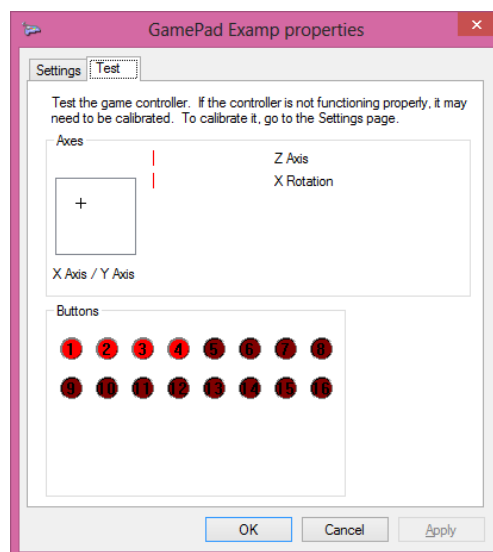 GamePad Examp properties
Settings Test
Test the game controller. If the controller is not functioning properly, it may
need to be calibrated. To calibrate it, go to the Settings page.
Axes
Z Axis
X Rotation
X Axis / Y Axis
Buttons
1 2 3 4 5 6 7 8
9 10 11 12 13 14 15 16
OK Cancel Apply